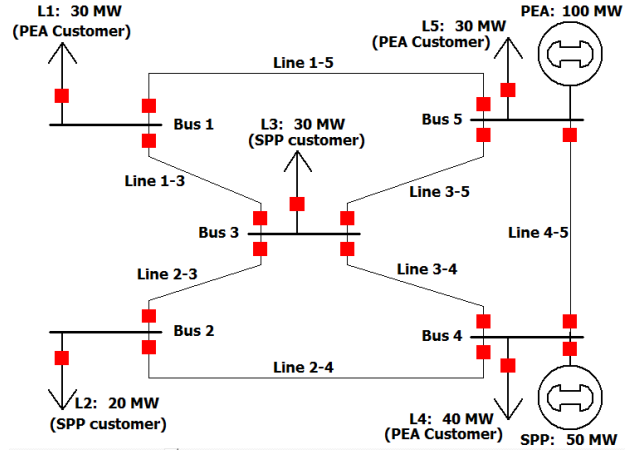 L1: 30 MW
(PEA Customer)
L5: 30 MW
(PEA Customer)
PEA: 100 MW
Line 1-5
Bus 1
Bus 5
L3: 30 MW
(SPP customer)
Line 1-3
Line 3-5
Bus 3
Line 4-5
Line 2-3
Line 3-4
Bus 2
Bus 4
Line 2-4
L2: 20 MW
(SPP customer)
L4: 40 MW
(PEA Customer)
SPP: 50 MW